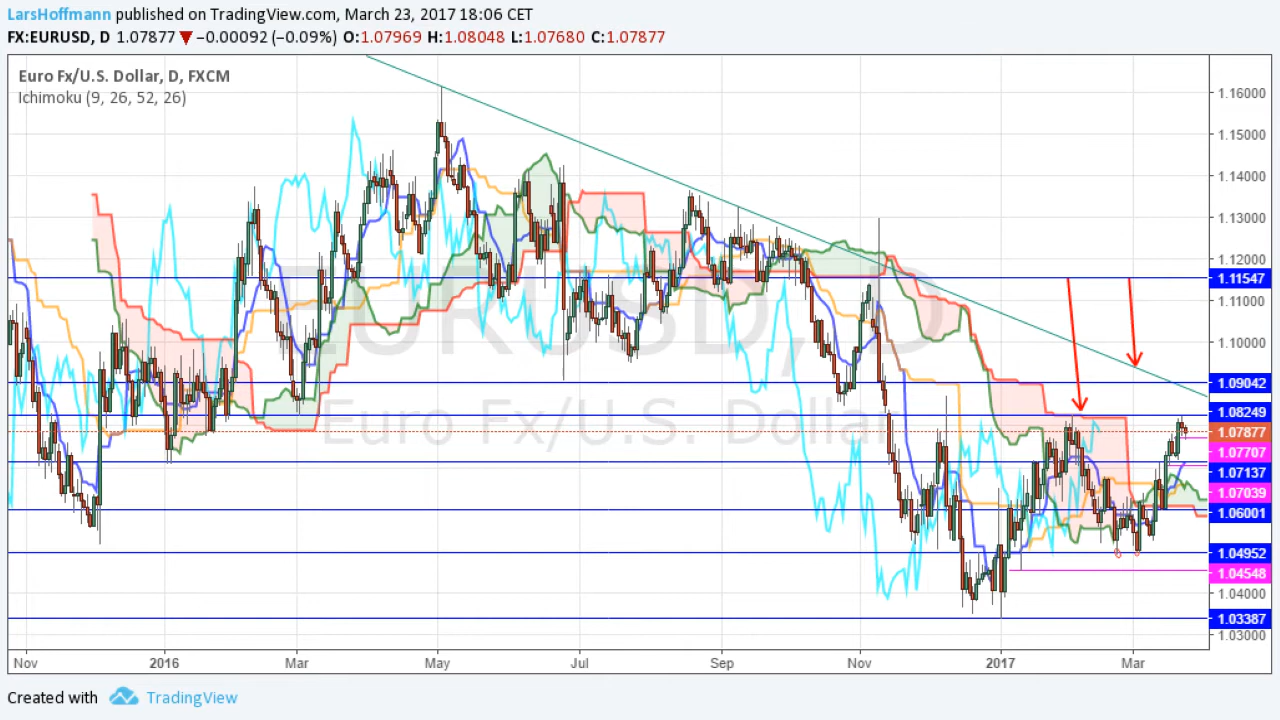 LarsHoffmann published on TradingView.com, March 23, 2017 18:06 CET
FX:EURUSD, D 1.07877 ▼ −0.00092 (−0.09%) O:1.07969 H:1.08048 L:1.07680 C:1.07877
Euro Fx/U.S. Dollar, D, FXCM
Ichimoku (9, 26, 52, 26)
EURUSD, D
Euro Fx/U.S. Dollar
1.16000
1.15000
1.14000
1.13000
1.12000
1.11547
1.11000
1.10000
1.09042
1.08249
1.07877
1.07707
1.07137
1.07039
1.06001
1.04952
1.04548
1.04000
1.03387
1.03000
Nov 2016 Mar May Jul Sep Nov 2017 Mar
Created with TradingView